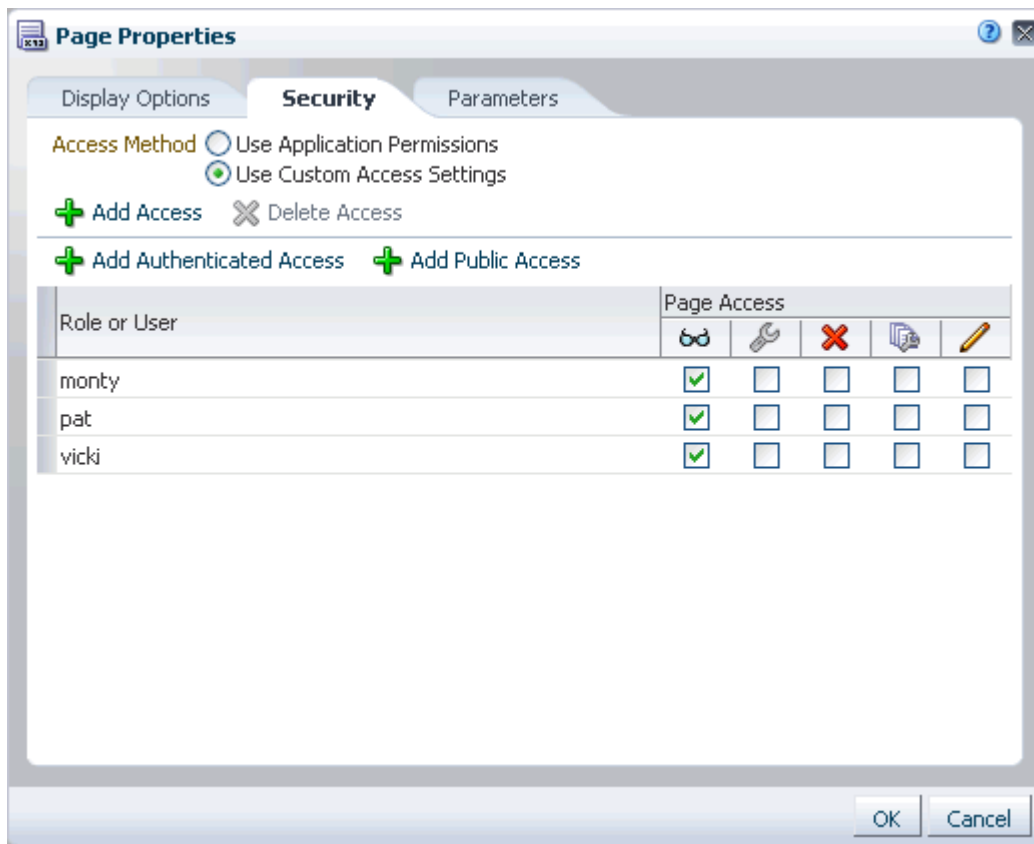 Page Properties
Display Options Security Parameters
Access Method Use Application Permissions
Use Custom Access Settings
Add Access Delete Access
Add Authenticated Access Add Public Access
Role or User
Page Access
monty
pat
vicki
OK Cancel